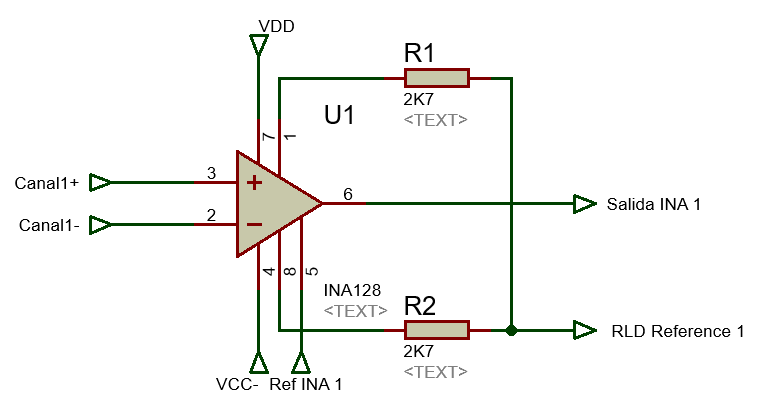 VDD
R1
2K7
<TEXT>
U1
7
1
Canal1+
3
+
6
Salida INA 1
Canal1-
2
−
4
8
5
INA128
<TEXT>
R2
2K7
<TEXT>
RLD Reference 1
VCC-
Ref INA 1